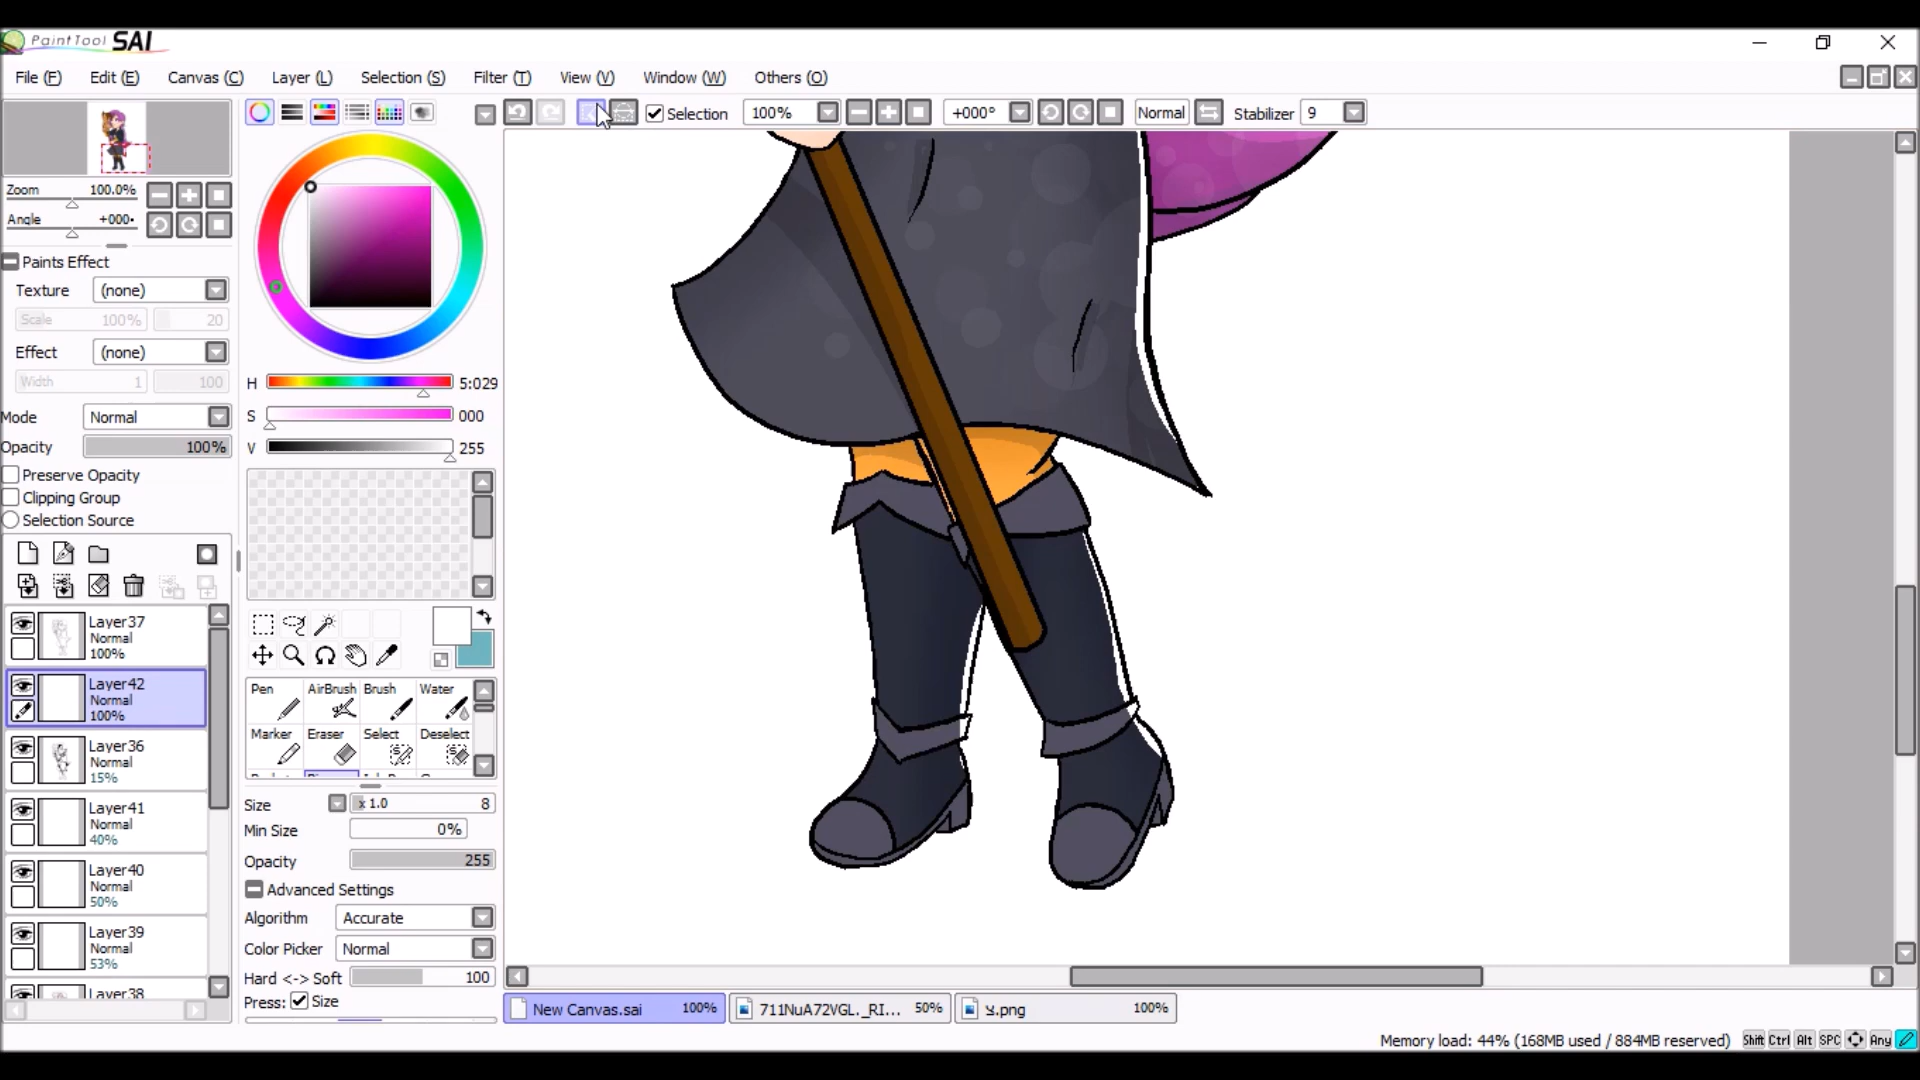 PaintTool SAI
File (F) Edit (E) Canvas (C) Layer (L) Selection (S) Filter (T) View (V) Window (W) Others (O)
Selection 100% +000° Normal Stabilizer 9
Zoom 100.0%
Angle +000
Paints Effect
Texture (none)
Scale 100% 20
Effect (none)
Width 1 100
Mode Normal
Opacity 100%
Preserve Opacity
Clipping Group
Selection Source
Layer37
Normal
100%
Layer42
Normal
100%
Layer36
Normal
15%
Layer41
Normal
40%
Layer40
Normal
50%
Layer39
Normal
53%
Layer38
H 5:029
S 000
V 255
Pen AirBrush Brush Water
Marker Eraser Select Deselect
Size x 1.0 8
Min Size 0%
Opacity 255
Advanced Settings
Algorithm Accurate
Color Picker Normal
Hard <-> Soft 100
Press: Size
New Canvas.sai 100% 711NuA72VGL._RI... 50% צ.png 100%
Memory load: 44% (168MB used / 884MB reserved) Shift Ctrl Alt SPC Any